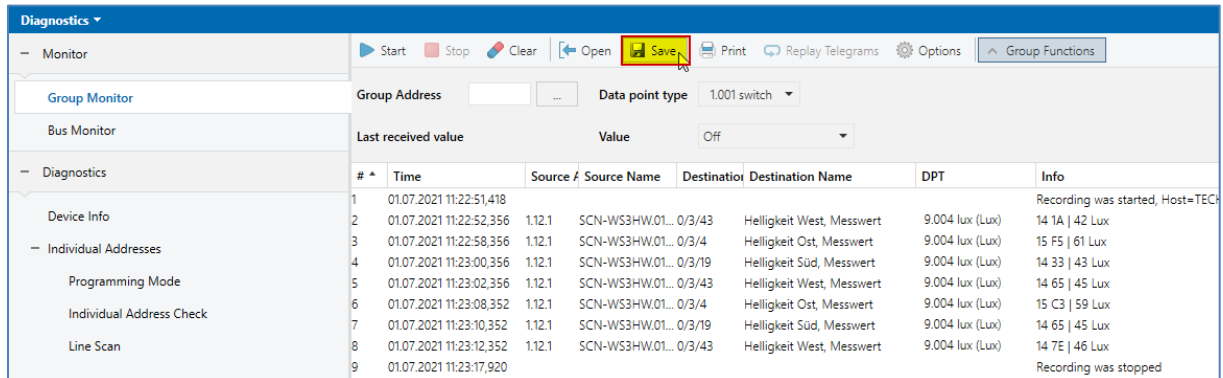 Diagnostics
Monitor
Start Stop Clear Open Save Print Replay Telegrams Options Group Functions
Group Monitor
Group Address ... Data point type 1.001 switch
Bus Monitor
Last received value Value Off
Diagnostics
# Time Source A Source Name Destination Destination Name DPT Info
1 01.07.2021 11:22:51,418 Recording was started, Host=TECH
2 01.07.2021 11:22:52,356 1.12.1 SCN-WS3HW.01... 0/3/43 Helligkeit West, Messwert 9.004 lux (Lux) 14 1A | 42 Lux
Device Info
3 01.07.2021 11:22:58,356 1.12.1 SCN-WS3HW.01... 0/3/4 Helligkeit Ost, Messwert 9.004 lux (Lux) 15 F5 | 61 Lux
Individual Addresses
4 01.07.2021 11:23:00,356 1.12.1 SCN-WS3HW.01... 0/3/19 Helligkeit Süd, Messwert 9.004 lux (Lux) 14 33 | 43 Lux
5 01.07.2021 11:23:02,356 1.12.1 SCN-WS3HW.01... 0/3/43 Helligkeit West, Messwert 9.004 lux (Lux) 14 65 | 45 Lux
Programming Mode
6 01.07.2021 11:23:08,352 1.12.1 SCN-WS3HW.01... 0/3/4 Helligkeit Ost, Messwert 9.004 lux (Lux) 15 C3 | 59 Lux
Individual Address Check
7 01.07.2021 11:23:10,352 1.12.1 SCN-WS3HW.01... 0/3/19 Helligkeit Süd, Messwert 9.004 lux (Lux) 14 65 | 45 Lux
Line Scan
8 01.07.2021 11:23:12,352 1.12.1 SCN-WS3HW.01... 0/3/43 Helligkeit West, Messwert 9.004 lux (Lux) 14 7E | 46 Lux
9 01.07.2021 11:23:17,920 Recording was stopped